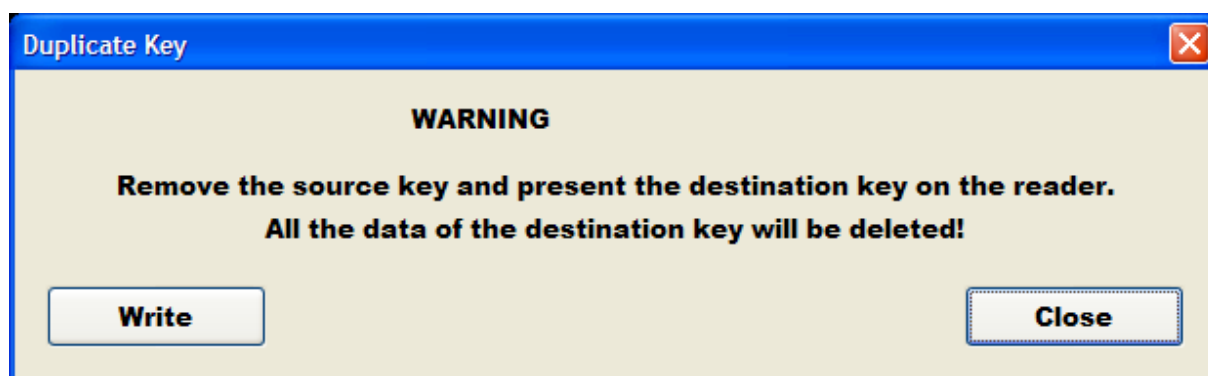 Duplicate Key
WARNING
Remove the source key and present the destination key on the reader.
All the data of the destination key will be deleted!
Write
Close